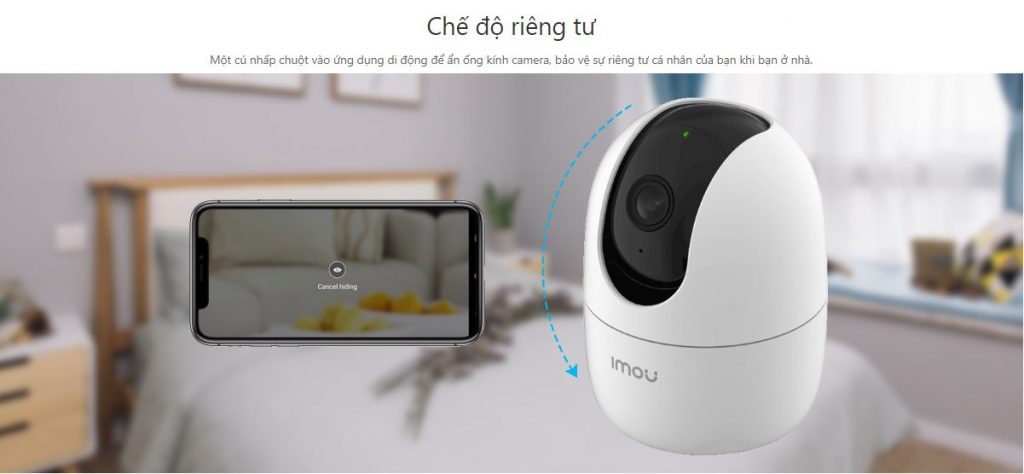 Chế độ riêng tư
Một cú nhấp chuột vào ứng dụng di động để ẩn ống kính camera, bảo vệ sự riêng tư cá nhân của bạn khi bạn ở nhà.
Cancel hiding
imou